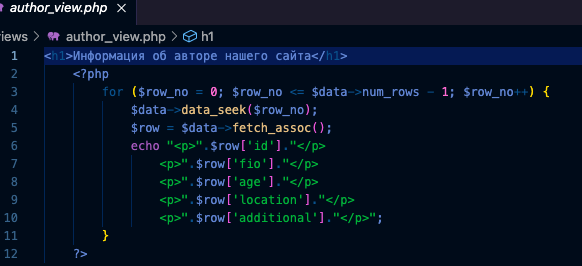 author_view.php ×
iews > author_view.php > h1
1 <h1>Информация об авторе нашего сайта</h1>
2 <?php
3 for ($row_no = 0; $row_no <= $data->num_rows - 1; $row_no++) {
4 $data->data_seek($row_no);
5 $row = $data->fetch_assoc();
6 echo "<p>".$row['id']."</p>
7 <p>".$row['fio']."</p>
8 <p>".$row['age']."</p>
9 <p>".$row['location']."</p>
10 <p>".$row['additional']."</p>";
11 }
12 ?>